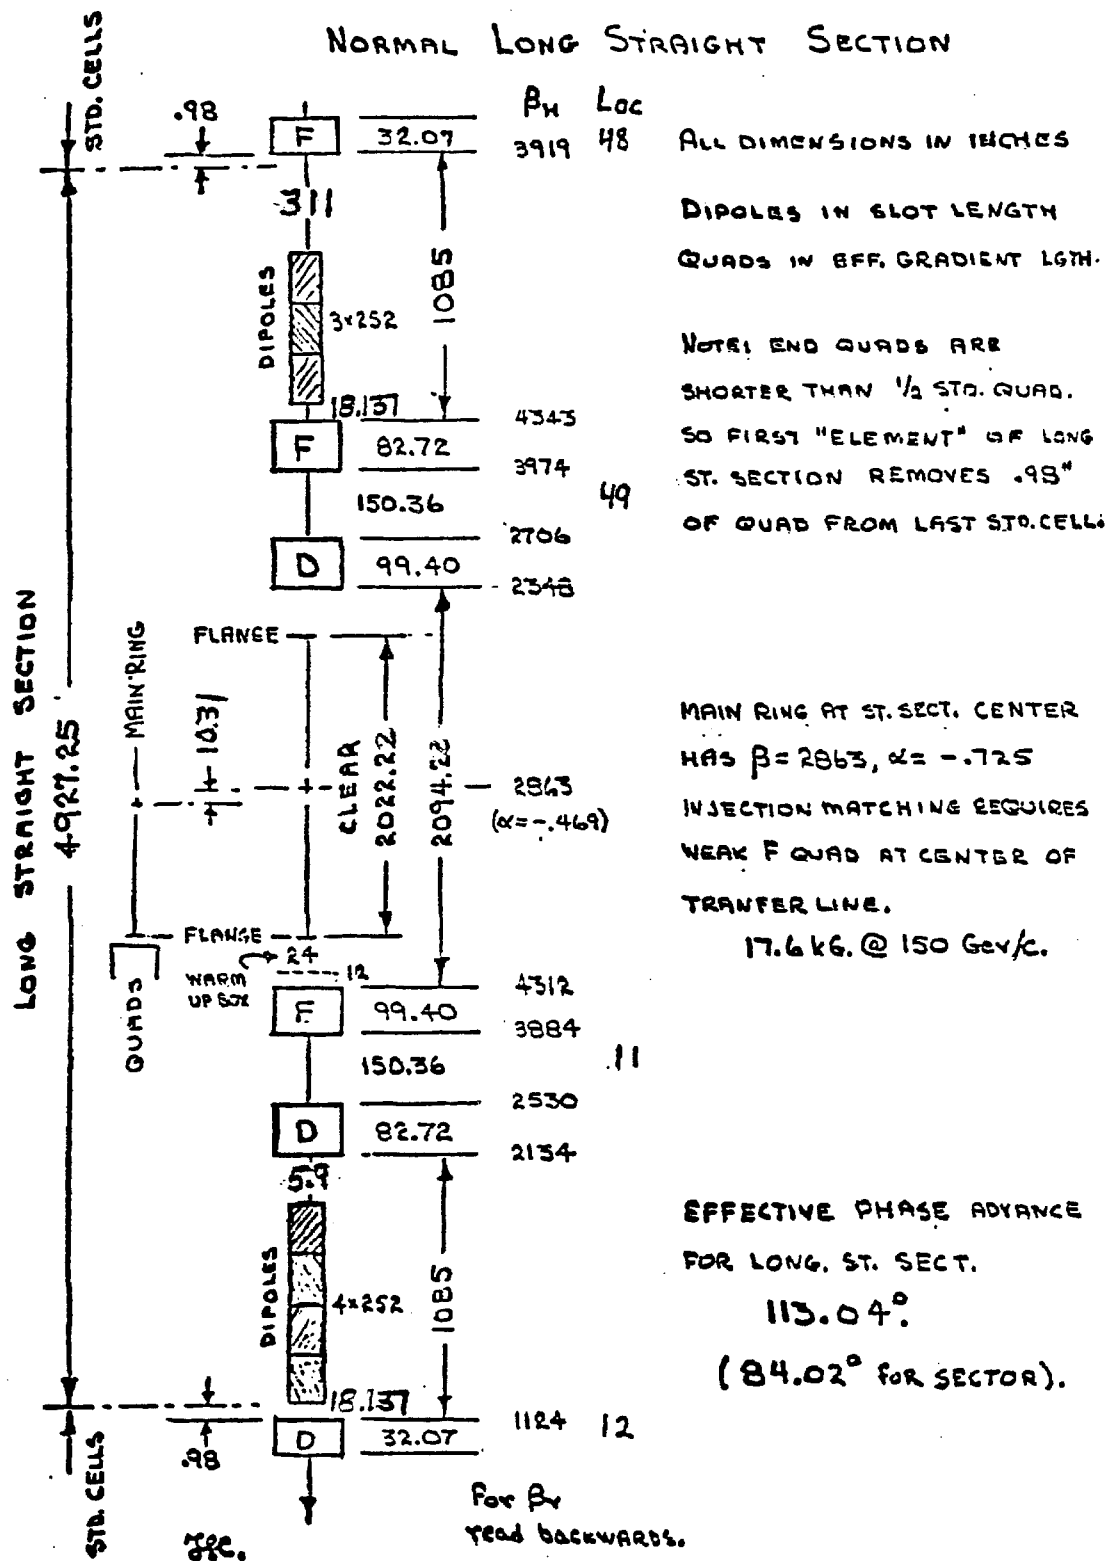 NORMAL LONG STRAIGHT SECTION
STD. CELLS
.98
F
32.07
βH
3919
Loc
48
ALL DIMENSIONS IN INCHES
311
DIPOLES IN SLOT LENGTH
QUADS IN EFF. GRADIENT LGTH.
DIPOLES
3×252
1085
NOTE: END QUADS ARE
SHORTER THAN 1/2 STD. QUAD.
SO FIRST "ELEMENT" OF LONG
ST. SECTION REMOVES .98"
OF QUAD FROM LAST STD. CELL.
18.137
4343
F
82.72
3974
150.36
49
2706
D
99.40
2348
LONG STRAIGHT SECTION
4927.25
FLANGE
MAIN RING
10.31
CLEAR
2022.22
2094.22
2863
(α=-.469)
MAIN RING AT ST. SECT. CENTER
HAS β=2863, α= -.725
INJECTION MATCHING REQUIRES
WEAK F QUAD AT CENTER OF
TRANFER LINE.
17.6 KG. @ 150 GeV/c.
FLANGE
24
WARM
UP
12
QUADS
4312
F
99.40
3884
150.36
11
2530
D
82.72
2134
5.9
DIPOLES
4×252
1085
EFFECTIVE PHASE ADVANCE
FOR LONG. ST. SECT.
113.04°.
(84.02° FOR SECTOR).
18.137
1124
12
D
32.07
.98
STD. CELLS
For βv
read backwards.